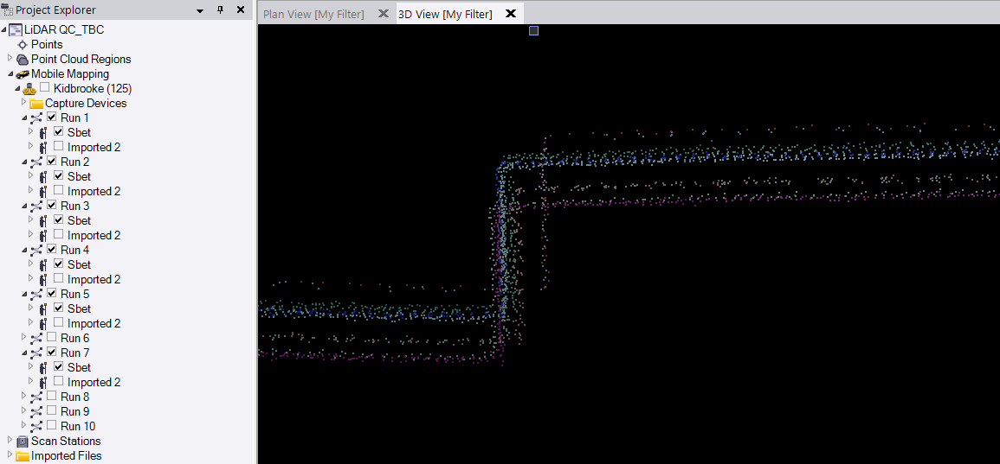 Project Explorer
Plan View [My Filter]
3D View [My Filter]
LiDAR QC_TBC
Points
Point Cloud Regions
Mobile Mapping
Kidbrooke (125)
Capture Devices
Run 1
Sbet
Imported 2
Run 2
Sbet
Imported 2
Run 3
Sbet
Imported 2
Run 4
Sbet
Imported 2
Run 5
Sbet
Imported 2
Run 6
Run 7
Sbet
Imported 2
Run 8
Run 9
Run 10
Scan Stations
Imported Files